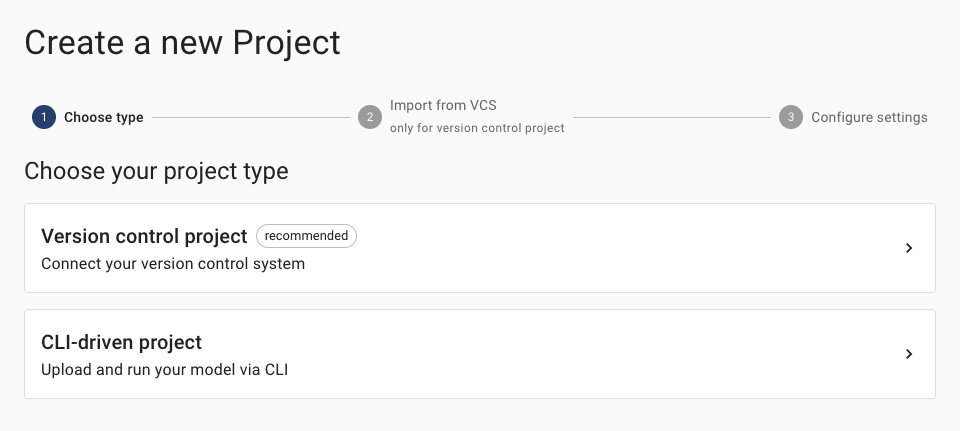 Create a new Project
1 Choose type
2 Import from VCS
only for version control project
3 Configure settings
Choose your project type
Version control project recommended
Connect your version control system
CLI-driven project
Upload and run your model via CLI